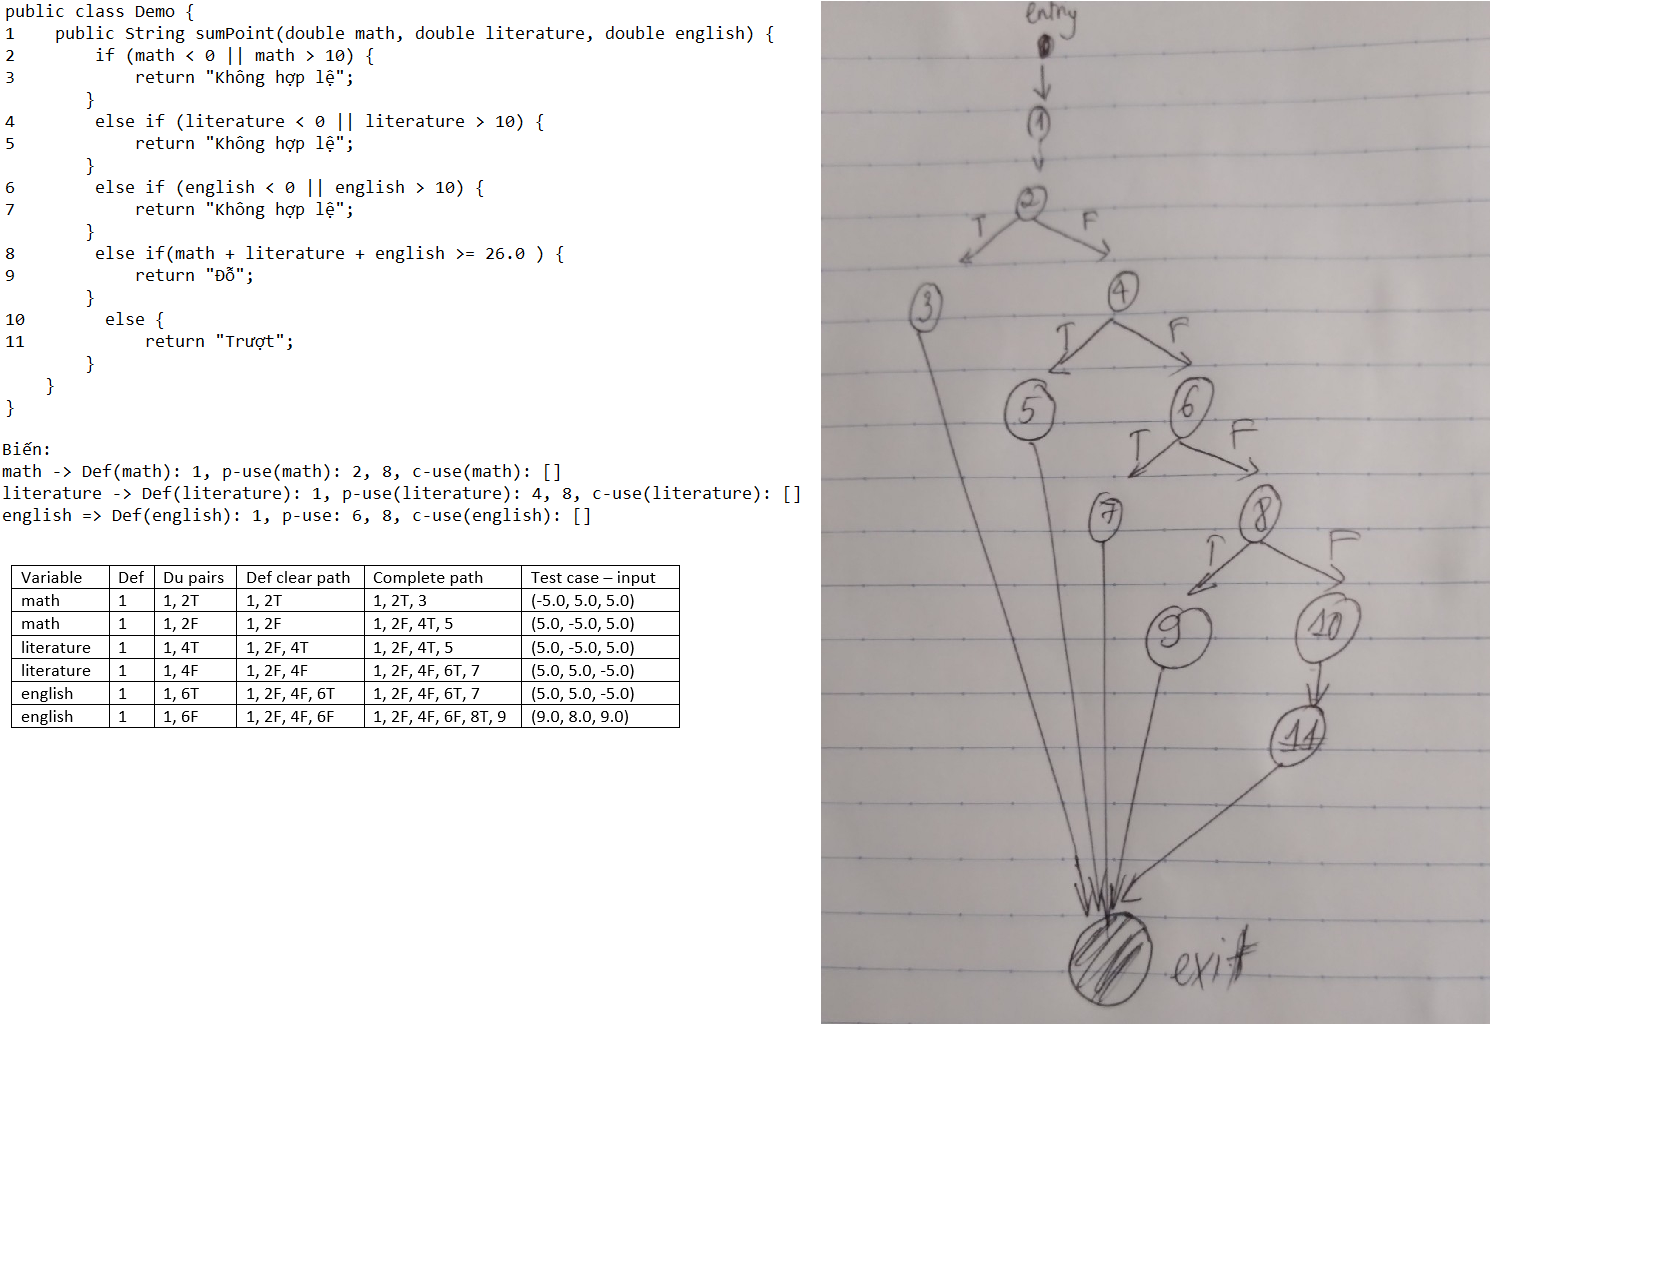 public class Demo {
1 public String sumPoint(double math, double literature, double english) {
2 if (math < 0 || math > 10) {
3 return "Không hợp lệ";
}
4 else if (literature < 0 || literature > 10) {
5 return "Không hợp lệ";
}
6 else if (english < 0 || english > 10) {
7 return "Không hợp lệ";
}
8 else if(math + literature + english >= 26.0 ) {
9 return "Đỗ";
}
10 else {
11 return "Trượt";
}
}
}
Biến:
math -> Def(math): 1, p-use(math): 2, 8, c-use(math): []
literature -> Def(literature): 1, p-use(literature): 4, 8, c-use(literature): []
english => Def(english): 1, p-use: 6, 8, c-use(english): []
Variable Def Du pairs Def clear path Complete path Test case – input
math 1 1, 2T 1, 2T 1, 2T, 3 (-5.0, 5.0, 5.0)
math 1 1, 2F 1, 2F 1, 2F, 4T, 5 (5.0, -5.0, 5.0)
literature 1 1, 4T 1, 2F, 4T 1, 2F, 4T, 5 (5.0, -5.0, 5.0)
literature 1 1, 4F 1, 2F, 4F 1, 2F, 4F, 6T, 7 (5.0, 5.0, -5.0)
english 1 1, 6T 1, 2F, 4F, 6T 1, 2F, 4F, 6T, 7 (5.0, 5.0, -5.0)
english 1 1, 6F 1, 2F, 4F, 6F 1, 2F, 4F, 6F, 8T, 9 (9.0, 8.0, 9.0)
entry
1
2
T F
3 4
T F
5 6
T F
7 8
T F
9 10
11
exit